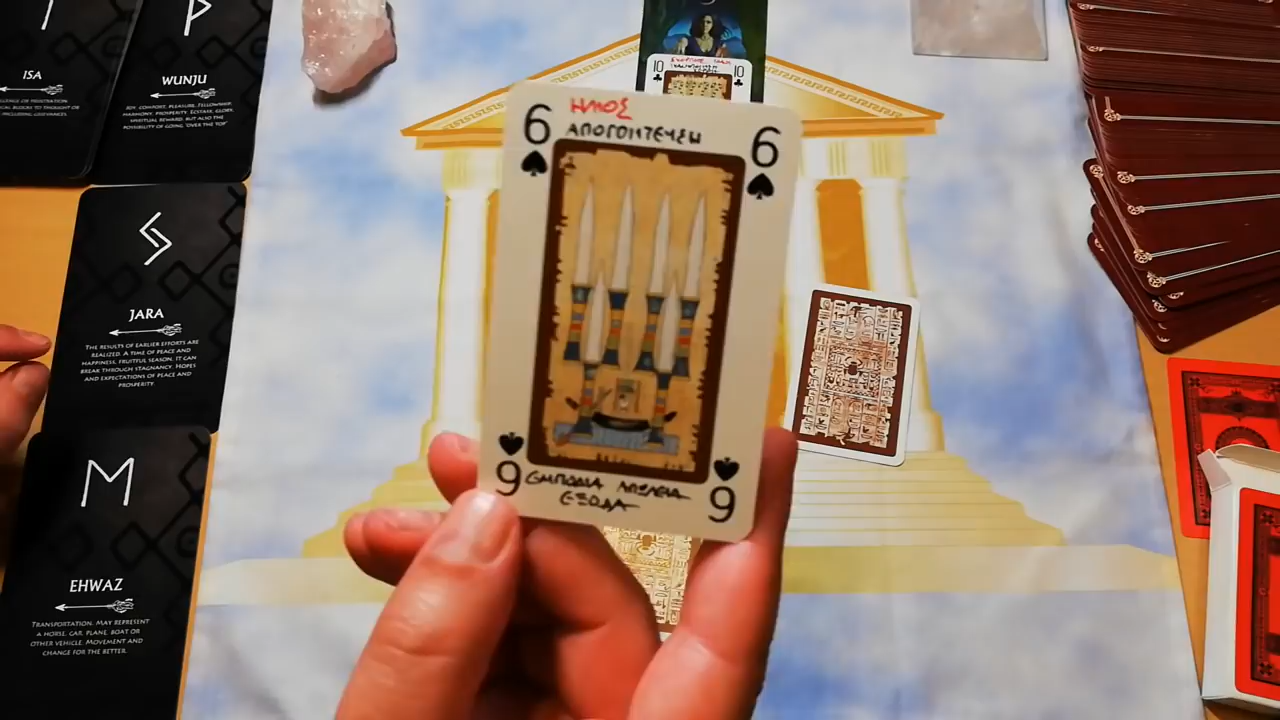 ISA
WUNJU
JOY, COMFORT, PLEASURE, FELLOWSHIP,
HARMONY, PROSPERITY, ECSTASY, GLORY,
SPIRITUAL REWARD, BUT ALSO THE
POSSIBILITY OF GOING "OVER THE TOP"
10
10
6
ΗΛΙΟΣ
ΑΠΟΓΟΗΤΕΥΣΗ
6
JARA
THE RESULTS OF EARLIER EFFORTS ARE
REALIZED. A TIME OF PEACE AND
HAPPINESS, FRUITFUL SEASON. IT CAN
BREAK THROUGH STAGNANCY. HOPES
AND EXPECTATIONS OF PEACE AND
PROSPERITY.
6
ΕΜΠΟΔΙΑ ΑΠΩΛΕΙΑ
ΕΞΟΔΑ
6
EHWAZ
TRANSPORTATION. MAY REPRESENT
A HORSE, CAR, PLANE, BOAT OR
OTHER VEHICLE. MOVEMENT AND
CHANGE FOR THE BETTER.